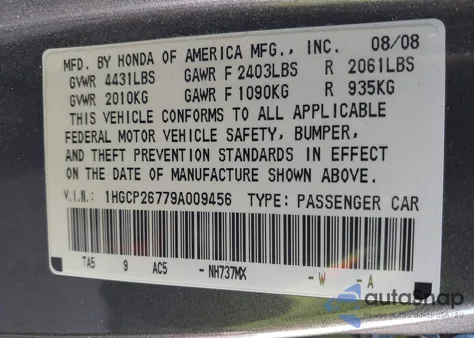 MFD. BY HONDA OF AMERICA MFG., INC. 08/08
GVWR 4431LBS GAWR F 2403LBS R 2061LBS
GVWR 2010KG GAWR F 1090KG R 935KG
THIS VEHICLE CONFORMS TO ALL APPLICABLE
FEDERAL MOTOR VEHICLE SAFETY, BUMPER,
AND THEFT PREVENTION STANDARDS IN EFFECT
ON THE DATE OF MANUFACTURE SHOWN ABOVE.
V.I.N.: 1HGCP26779A009456 TYPE: PASSENGER CAR
TA5 9 AC5 -NH737MX -W -A
autosnap